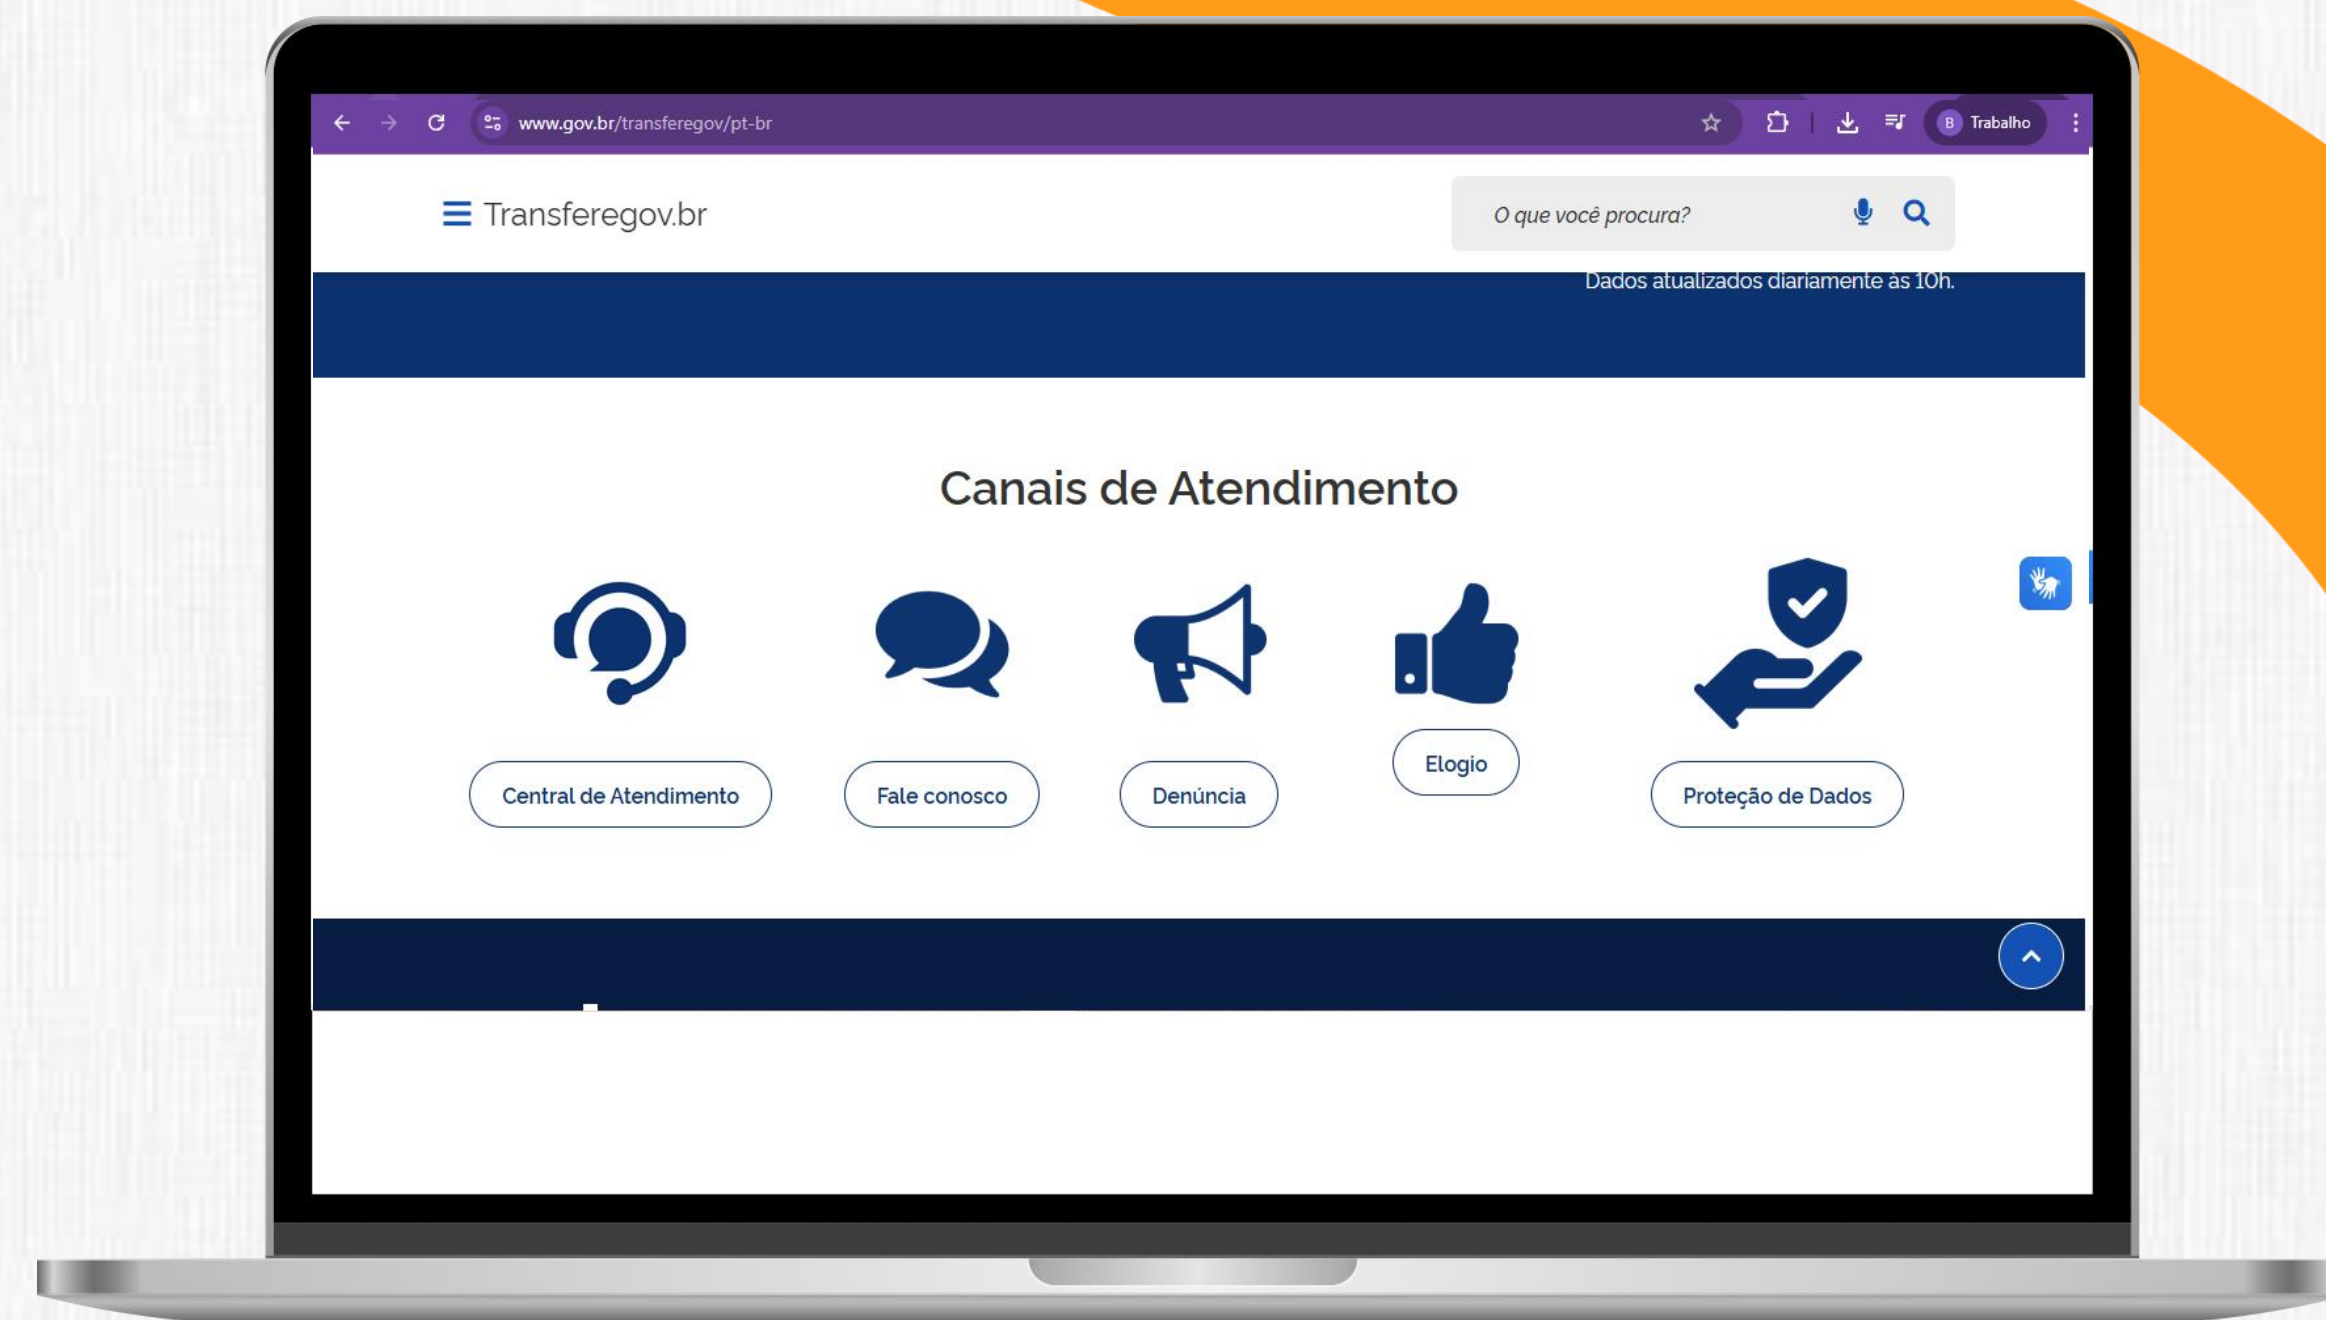 www.gov.br/transferegov/pt-br
B Trabalho
Transferegov.br
O que você procura?
Dados atualizados diariamente às 10h.
Canais de Atendimento
Central de Atendimento
Fale conosco
Denúncia
Elogio
Proteção de Dados